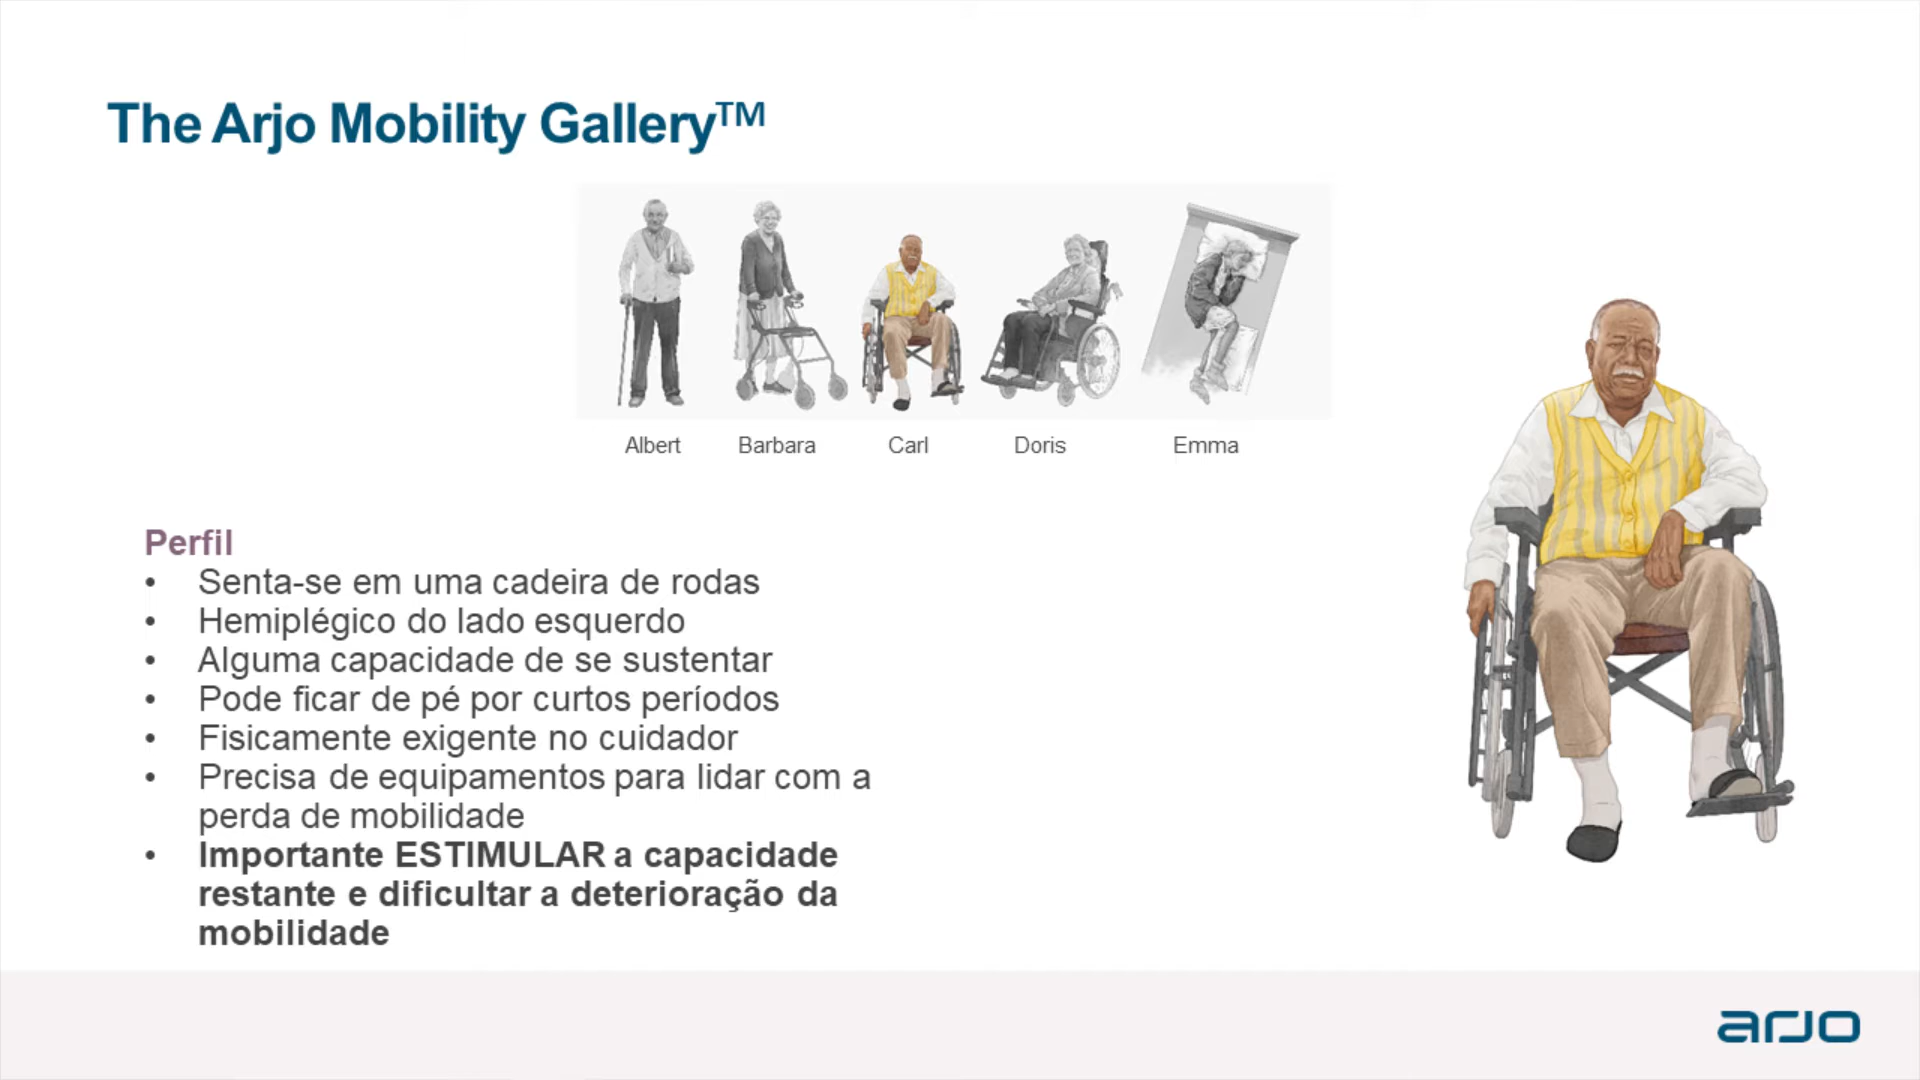 The Arjo Mobility Gallery™
Albert Barbara Carl Doris Emma
Perfil
• Senta-se em uma cadeira de rodas
• Hemiplégico do lado esquerdo
• Alguma capacidade de se sustentar
• Pode ficar de pé por curtos períodos
• Fisicamente exigente no cuidador
• Precisa de equipamentos para lidar com a
perda de mobilidade
• Importante ESTIMULAR a capacidade
restante e dificultar a deterioração da
mobilidade
arjo